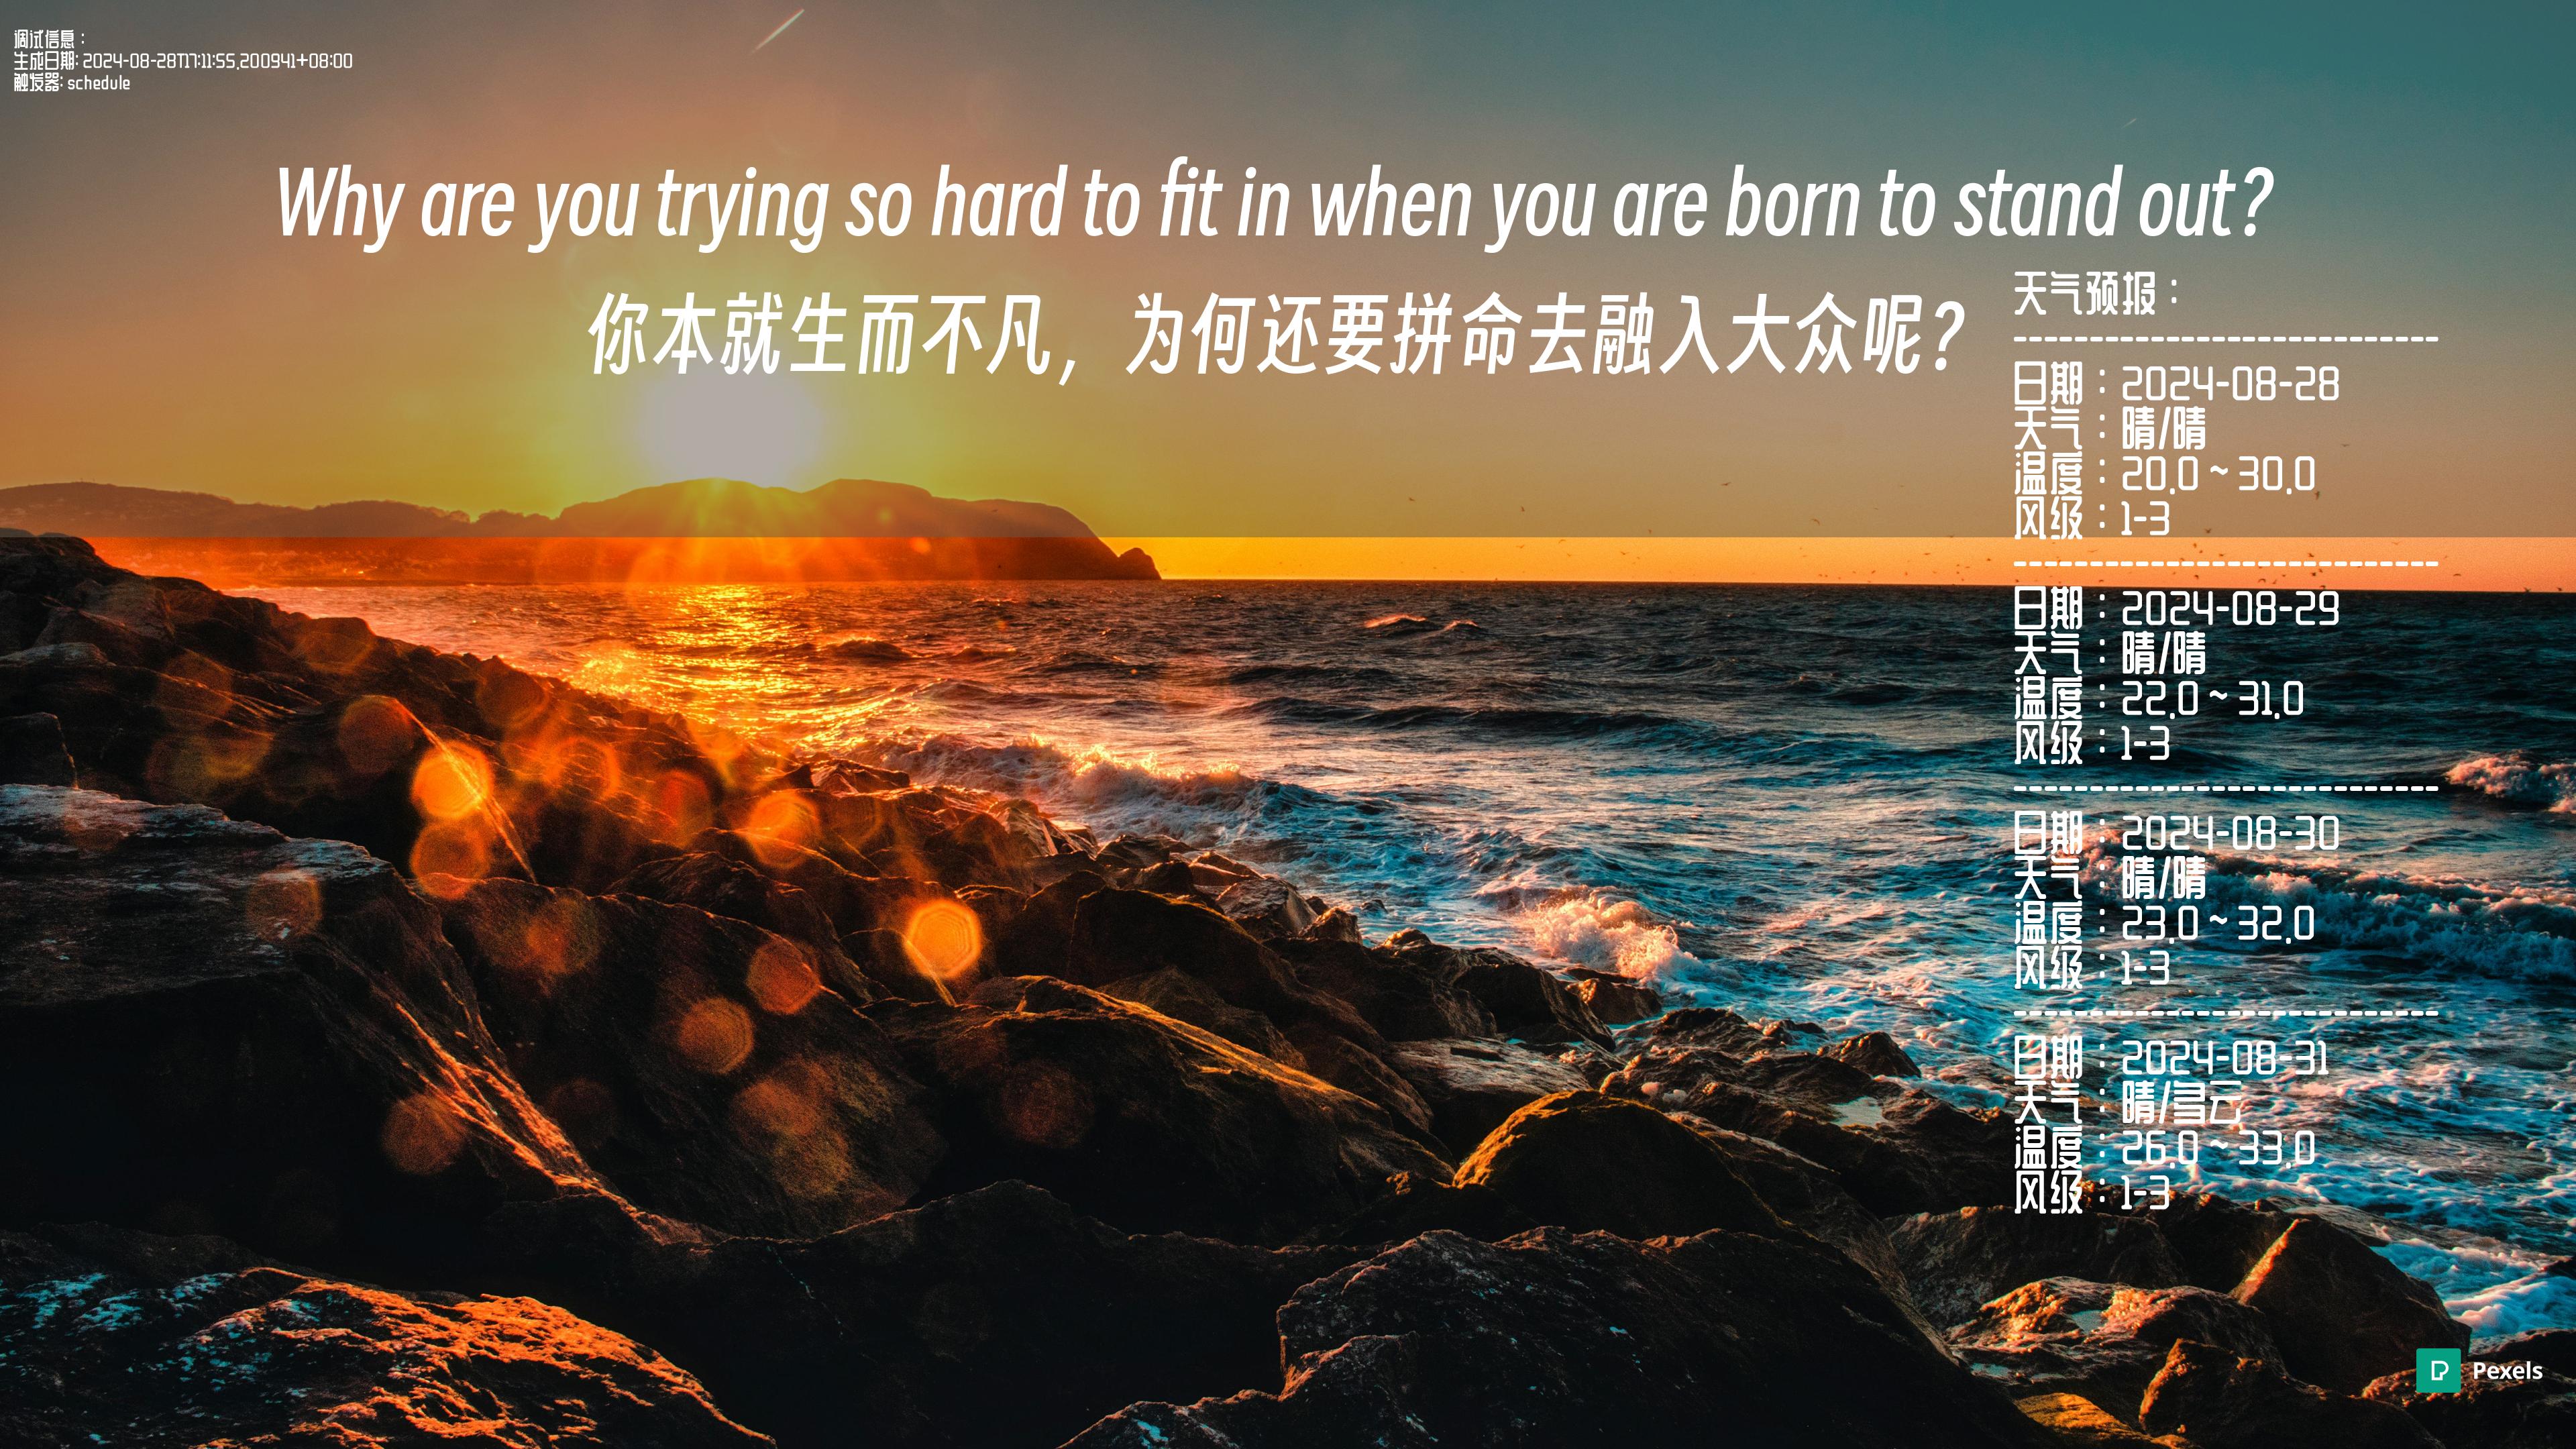 调试信息：
生成日期: 2024-08-28T17:11:55.200941+08:00
触发器: schedule
Why are you trying so hard to fit in when you are born to stand out?
你本就生而不凡，为何还要拼命去融入大众呢？
天气预报：
----------------------------
日期：2024-08-28
天气：晴/晴
温度：20.0 ~ 30.0
风级：1-3
----------------------------
日期：2024-08-29
天气：晴/晴
温度：22.0 ~ 31.0
风级：1-3
----------------------------
日期：2024-08-30
天气：晴/晴
温度：23.0 ~ 32.0
风级：1-3
----------------------------
日期：2024-08-31
天气：晴/多云
温度：26.0 ~ 33.0
风级：1-3
Pexels